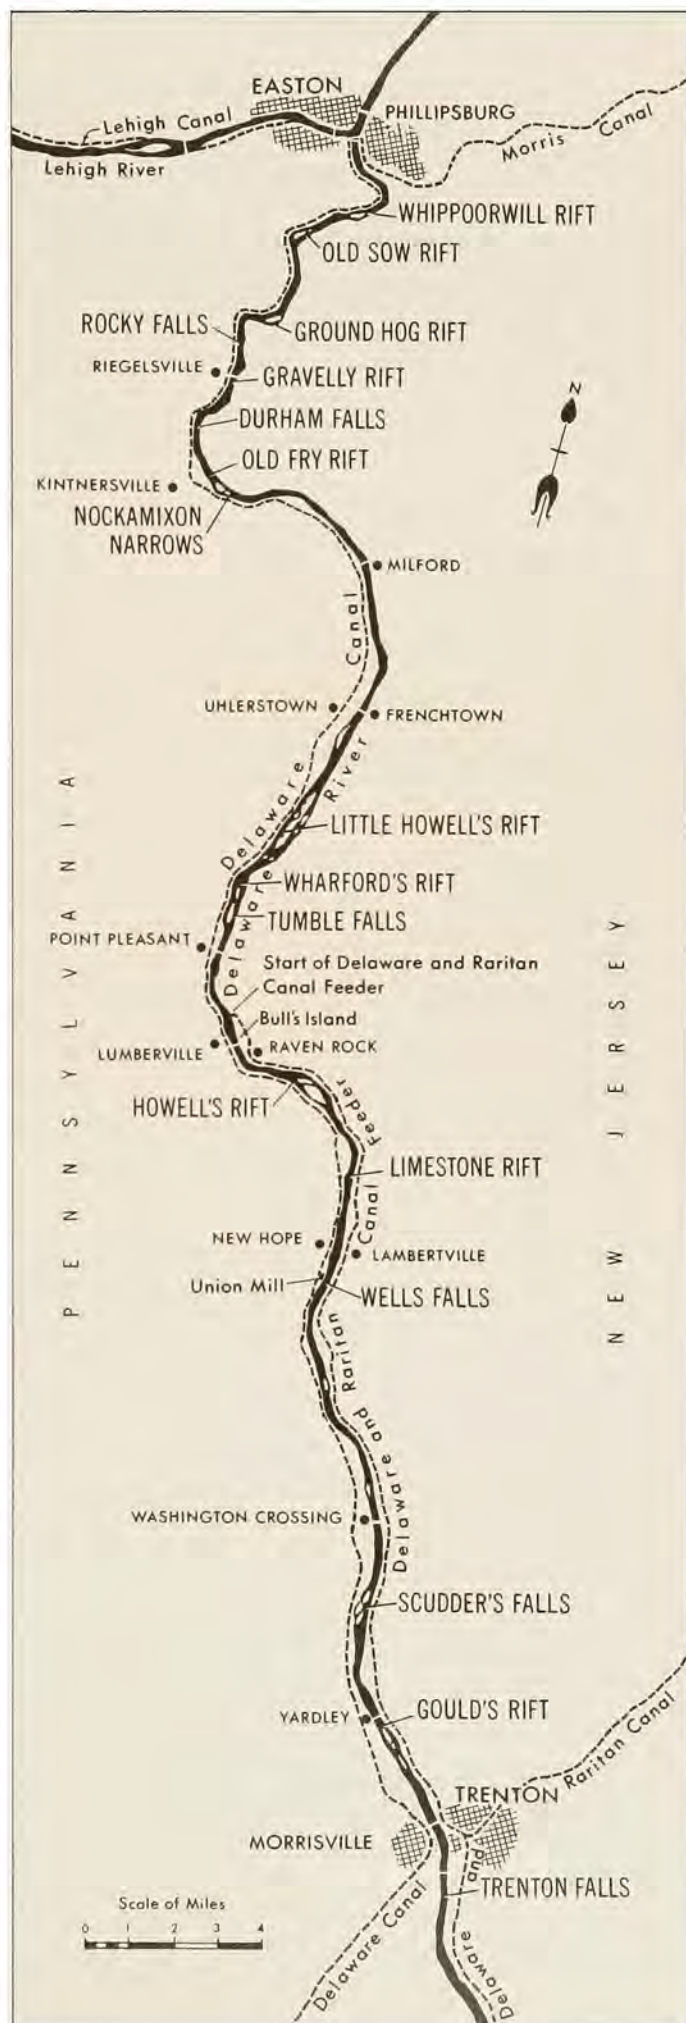 EASTON
PHILLIPSBURG
Lehigh Canal
Morris Canal
Lehigh River
WHIPPOORWILL RIFT
OLD SOW RIFT
ROCKY FALLS
GROUND HOG RIFT
RIEGELSVILLE
GRAVELLY RIFT
N
DURHAM FALLS
OLD FRY RIFT
KINTNERSVILLE
NOCKAMIXON
NARROWS
MILFORD
Delaware Canal
UHLERSTOWN
FRENCHTOWN
Delaware River
LITTLE HOWELL'S RIFT
WHARFORD'S RIFT
TUMBLE FALLS
POINT PLEASANT
PENNSYLVANIA
NEW JERSEY
Start of Delaware and Raritan
Canal Feeder
Bull's Island
LUMBERVILLE
RAVEN ROCK
HOWELL'S RIFT
Delaware and Raritan Canal Feeder
LIMESTONE RIFT
NEW HOPE
LAMBERTVILLE
Union Mill
WELLS FALLS
WASHINGTON CROSSING
SCUDDER'S FALLS
GOULD'S RIFT
YARDLEY
TRENTON
MORRISVILLE
Delaware and Raritan Canal
TRENTON FALLS
Delaware Canal
Scale of Miles
0 1 2 3 4